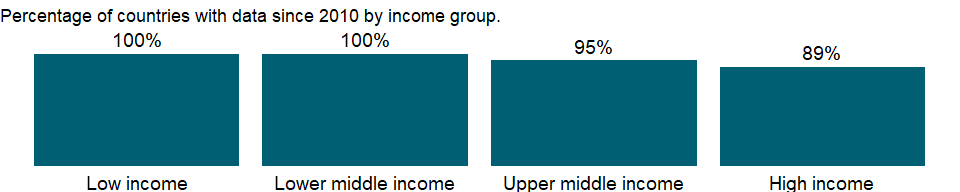 Percentage of countries with data since 2010 by income group.
100% 100% 95% 89%
Low income Lower middle income Upper middle income High income